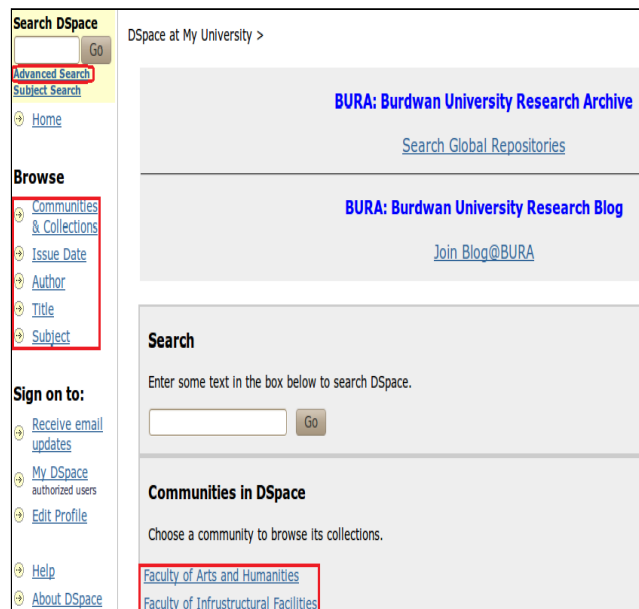 Search DSpace
Go
Advanced Search
Subject Search
Home
Browse
Communities
& Collections
Issue Date
Author
Title
Subject
Sign on to:
Receive email
updates
My DSpace
authorized users
Edit Profile
Help
About DSpace
DSpace at My University >
BURA: Burdwan University Research Archive
Search Global Repositories
BURA: Burdwan University Research Blog
Join Blog@BURA
Search
Enter some text in the box below to search DSpace.
Go
Communities in DSpace
Choose a community to browse its collections.
Faculty of Arts and Humanities
Faculty of Infrustructural Facilities